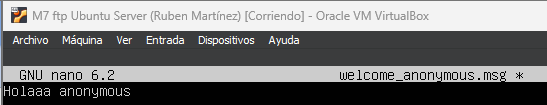 M7 ftp Ubuntu Server (Ruben Martínez) [Corriendo] - Oracle VM VirtualBox
Archivo Máquina Ver Entrada Dispositivos Ayuda
GNU nano 6.2 welcome_anonymous.msg *
Holaaa anonymous